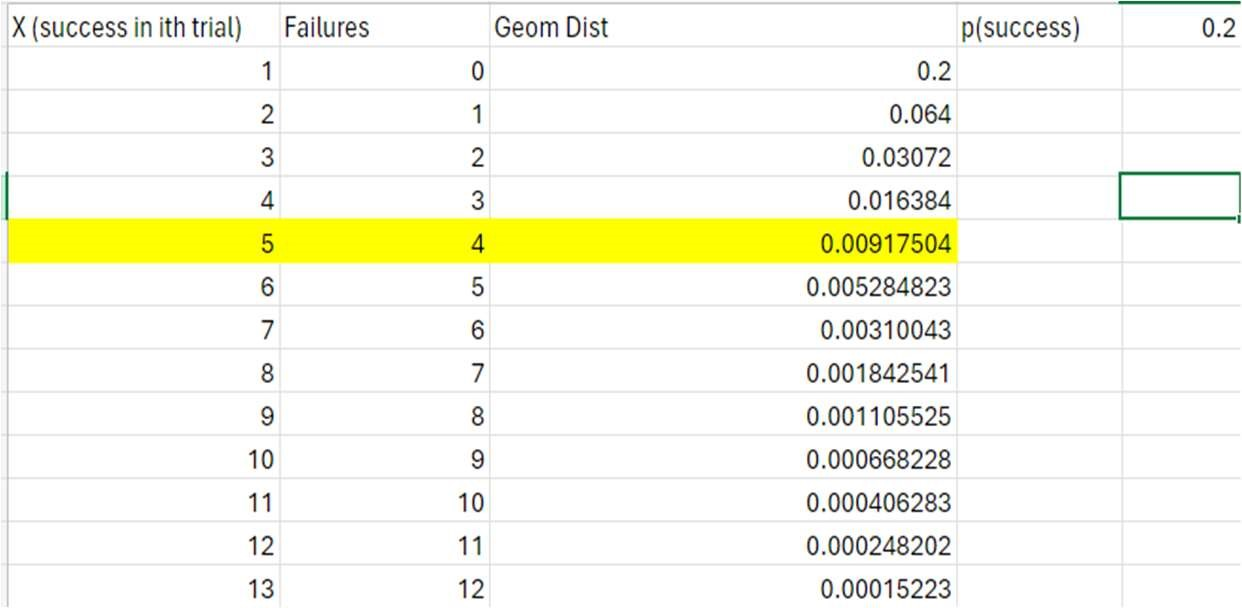 X (success in ith trial) Failures Geom Dist p(success) 0.2
1 0 0.2
2 1 0.064
3 2 0.03072
4 3 0.016384
5 4 0.00917504
6 5 0.005284823
7 6 0.00310043
8 7 0.001842541
9 8 0.001105525
10 9 0.000668228
11 10 0.000406283
12 11 0.000248202
13 12 0.00015223